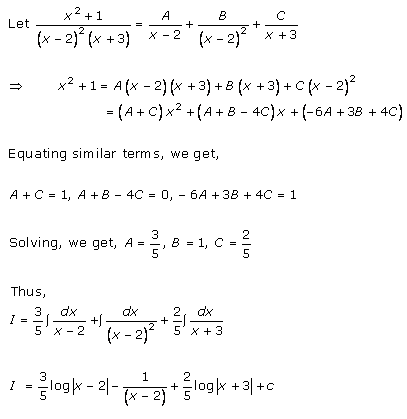 Let (x² + 1)/((x − 2)² (x + 3)) = A/(x − 2) + B/((x − 2)²) + C/(x + 3)
⇒ x² + 1 = A(x − 2)(x + 3) + B(x + 3) + C(x − 2)²
= (A + C)x² + (A + B − 4C)x + (−6A + 3B + 4C)
Equating similar terms, we get,
A + C = 1, A + B − 4C = 0, − 6A + 3B + 4C = 1
Solving, we get, A = 3/5, B = 1, C = 2/5
Thus,
I = 3/5 ∫ dx/(x − 2) + ∫ dx/((x − 2)²) + 2/5 ∫ dx/(x + 3)
I = 3/5 log|x − 2| − 1/((x − 2)) + 2/5 log|x + 3| + c